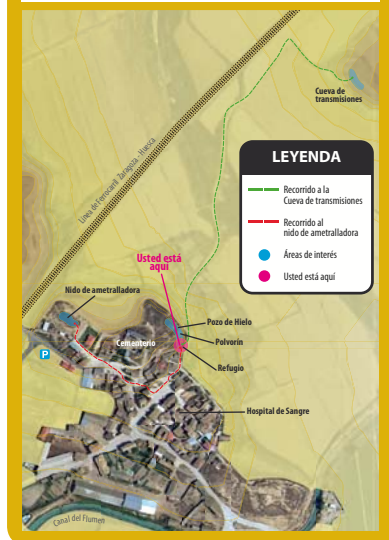 Cueva de
transmisiones
Línea de Ferrocarril Zaragoza - Huesca
LEYENDA
Recorrido a la
Cueva de transmisiones
Recorrido al
nido de ametralladora
Áreas de interés
Usted está aquí
Usted está
aquí
Nido de ametralladora
Pozo de Hielo
Cementerio
Polvorín
P
Refugio
Hospital de Sangre
Canal del Flumen